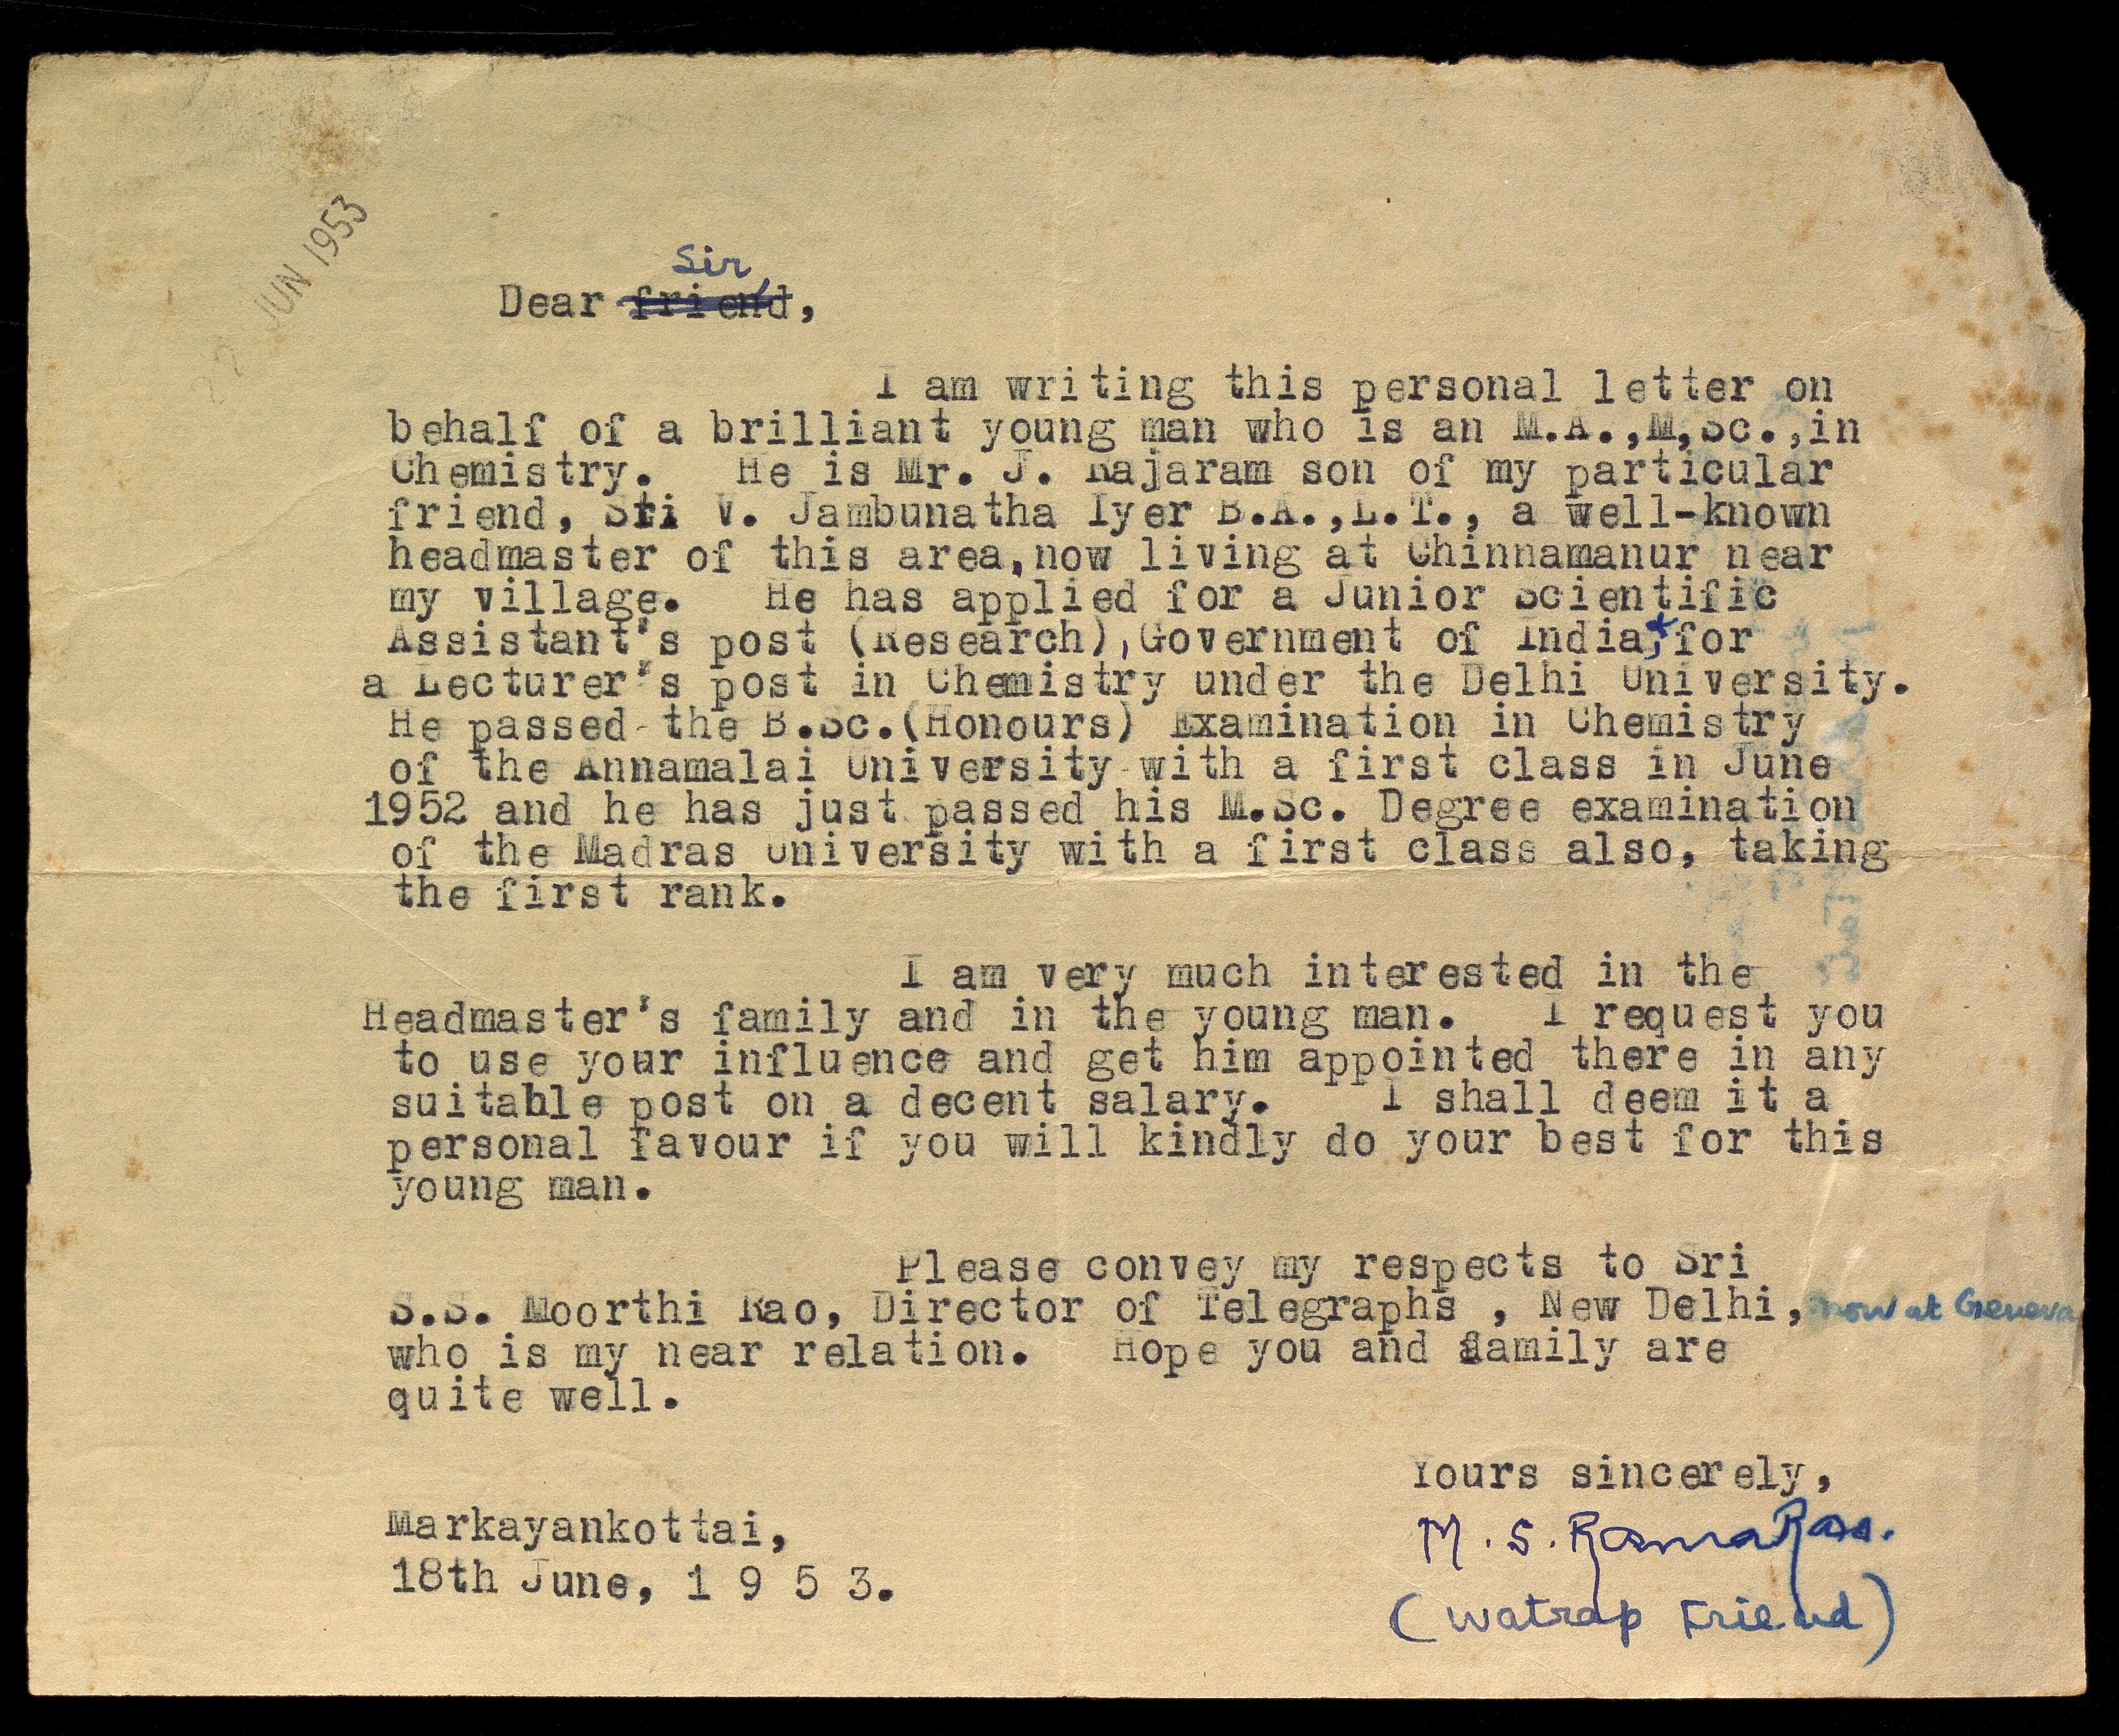 22 JUN 1953
Sir,
Dear friend,
I am writing this personal letter on
behalf of a brilliant young man who is an M.A.,M,Sc.,in
Chemistry. He is Mr. J. Rajaram son of my particular
friend, Sri V. Jambunatha Iyer B.A.,L.T., a well-known
headmaster of this area,now living at Chinnamanur near
my village. He has applied for a Junior Scientific
Assistant's post (Research),Government of India, & for
a Lecturer's post in Chemistry under the Delhi University.
He passed the B.Sc.(Honours) Examination in Chemistry
of the Annamalai University with a first class in June
1952 and he has just passed his M.Sc. Degree examination
of the Madras University with a first class also, taking
the first rank.
I am very much interested in the
Headmaster's family and in the young man. I request you
to use your influence and get him appointed there in any
suitable post on a decent salary. I shall deem it a
personal favour if you will kindly do your best for this
young man.
Please convey my respects to Sri
S.S. Moorthi Rao, Director of Telegraphs , New Delhi, now at Geneva
who is my near relation. Hope you and family are
quite well.
Yours sincerely,
M. S. Rama Rao.
(Watrap Friend)
Markayankottai,
18th June, 1 9 5 3.